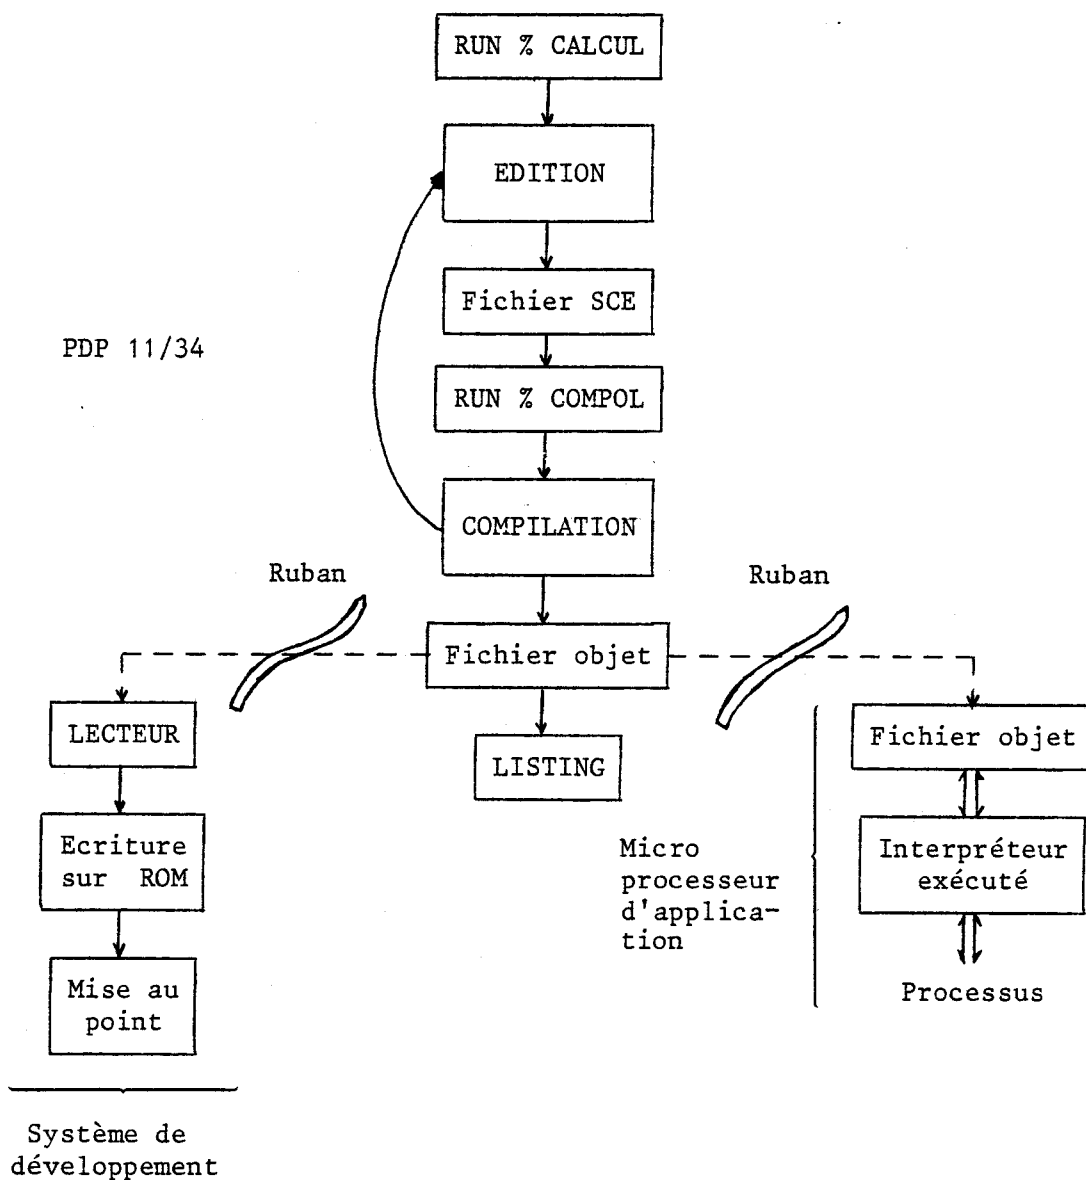 RUN % CALCUL
EDITION
Fichier SCE
PDP 11/34
RUN % COMPOL
COMPILATION
Ruban
Ruban
Fichier objet
LECTEUR
LISTING
Fichier objet
Ecriture
sur ROM
Micro
processeur
d'applica-
tion
Interpréteur
exécuté
Mise au
point
Processus
Système de
développement